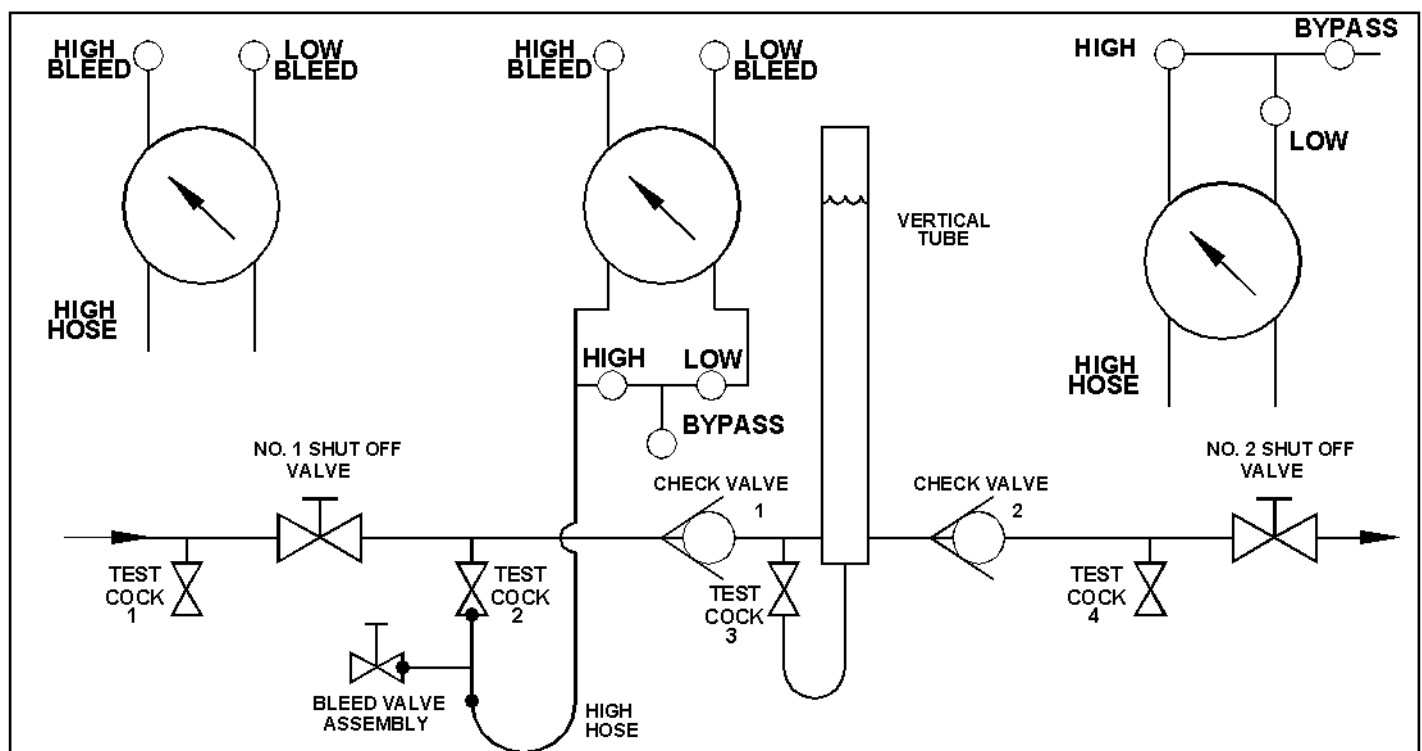 HIGH
BLEED
LOW
BLEED
HIGH
HOSE
HIGH
BLEED
LOW
BLEED
HIGH
LOW
BYPASS
VERTICAL
TUBE
HIGH
BYPASS
LOW
HIGH
HOSE
NO. 1 SHUT OFF
VALVE
CHECK VALVE
1
CHECK VALVE
2
NO. 2 SHUT OFF
VALVE
TEST
COCK
1
TEST
COCK
2
TEST
COCK
3
TEST
COCK
4
BLEED VALVE
ASSEMBLY
HIGH
HOSE